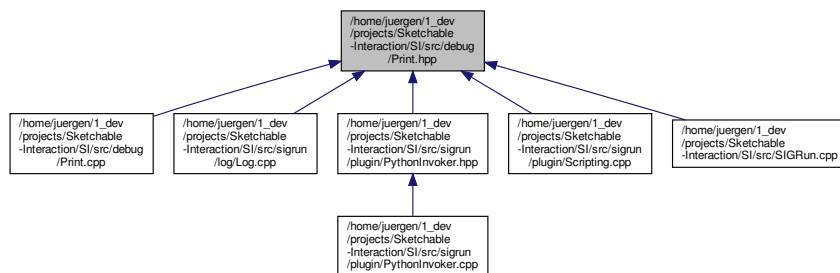 /home/juergen/1_dev
/projects/Sketchable
-Interaction/SI/src/debug
/Print.hpp
/home/juergen/1_dev
/projects/Sketchable
-Interaction/SI/src/debug
/Print.cpp
/home/juergen/1_dev
/projects/Sketchable
-Interaction/SI/src/sigrun
/log/Log.cpp
/home/juergen/1_dev
/projects/Sketchable
-Interaction/SI/src/sigrun
/plugin/PythonInvoker.hpp
/home/juergen/1_dev
/projects/Sketchable
-Interaction/SI/src/sigrun
/plugin/Scripting.cpp
/home/juergen/1_dev
/projects/Sketchable
-Interaction/SI/src/SIGRun.cpp
/home/juergen/1_dev
/projects/Sketchable
-Interaction/SI/src/sigrun
/plugin/PythonInvoker.cpp